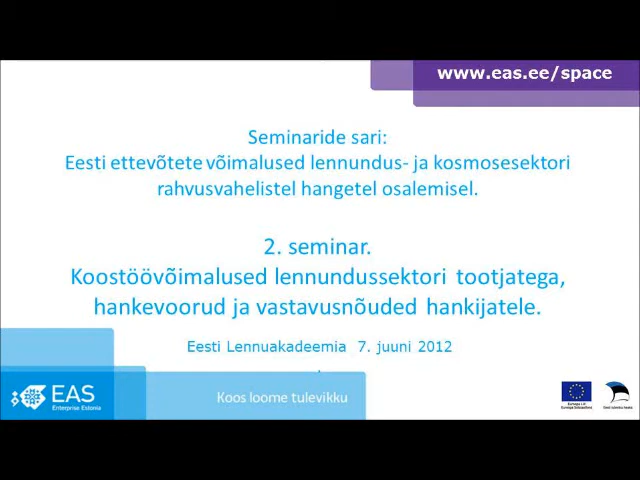 www.eas.ee/space
Seminaride sari:
Eesti ettevõtete võimalused lennundus- ja kosmosesektori
rahvusvahelistel hangetel osalemisel.
2. seminar.
Koostöövõimalused lennundussektori tootjatega,
hankevoorud ja vastavusnõuded hankijatele.
Eesti Lennuakadeemia 7. juuni 2012
EAS
Enterprise Estonia
Koos loome tulevikku